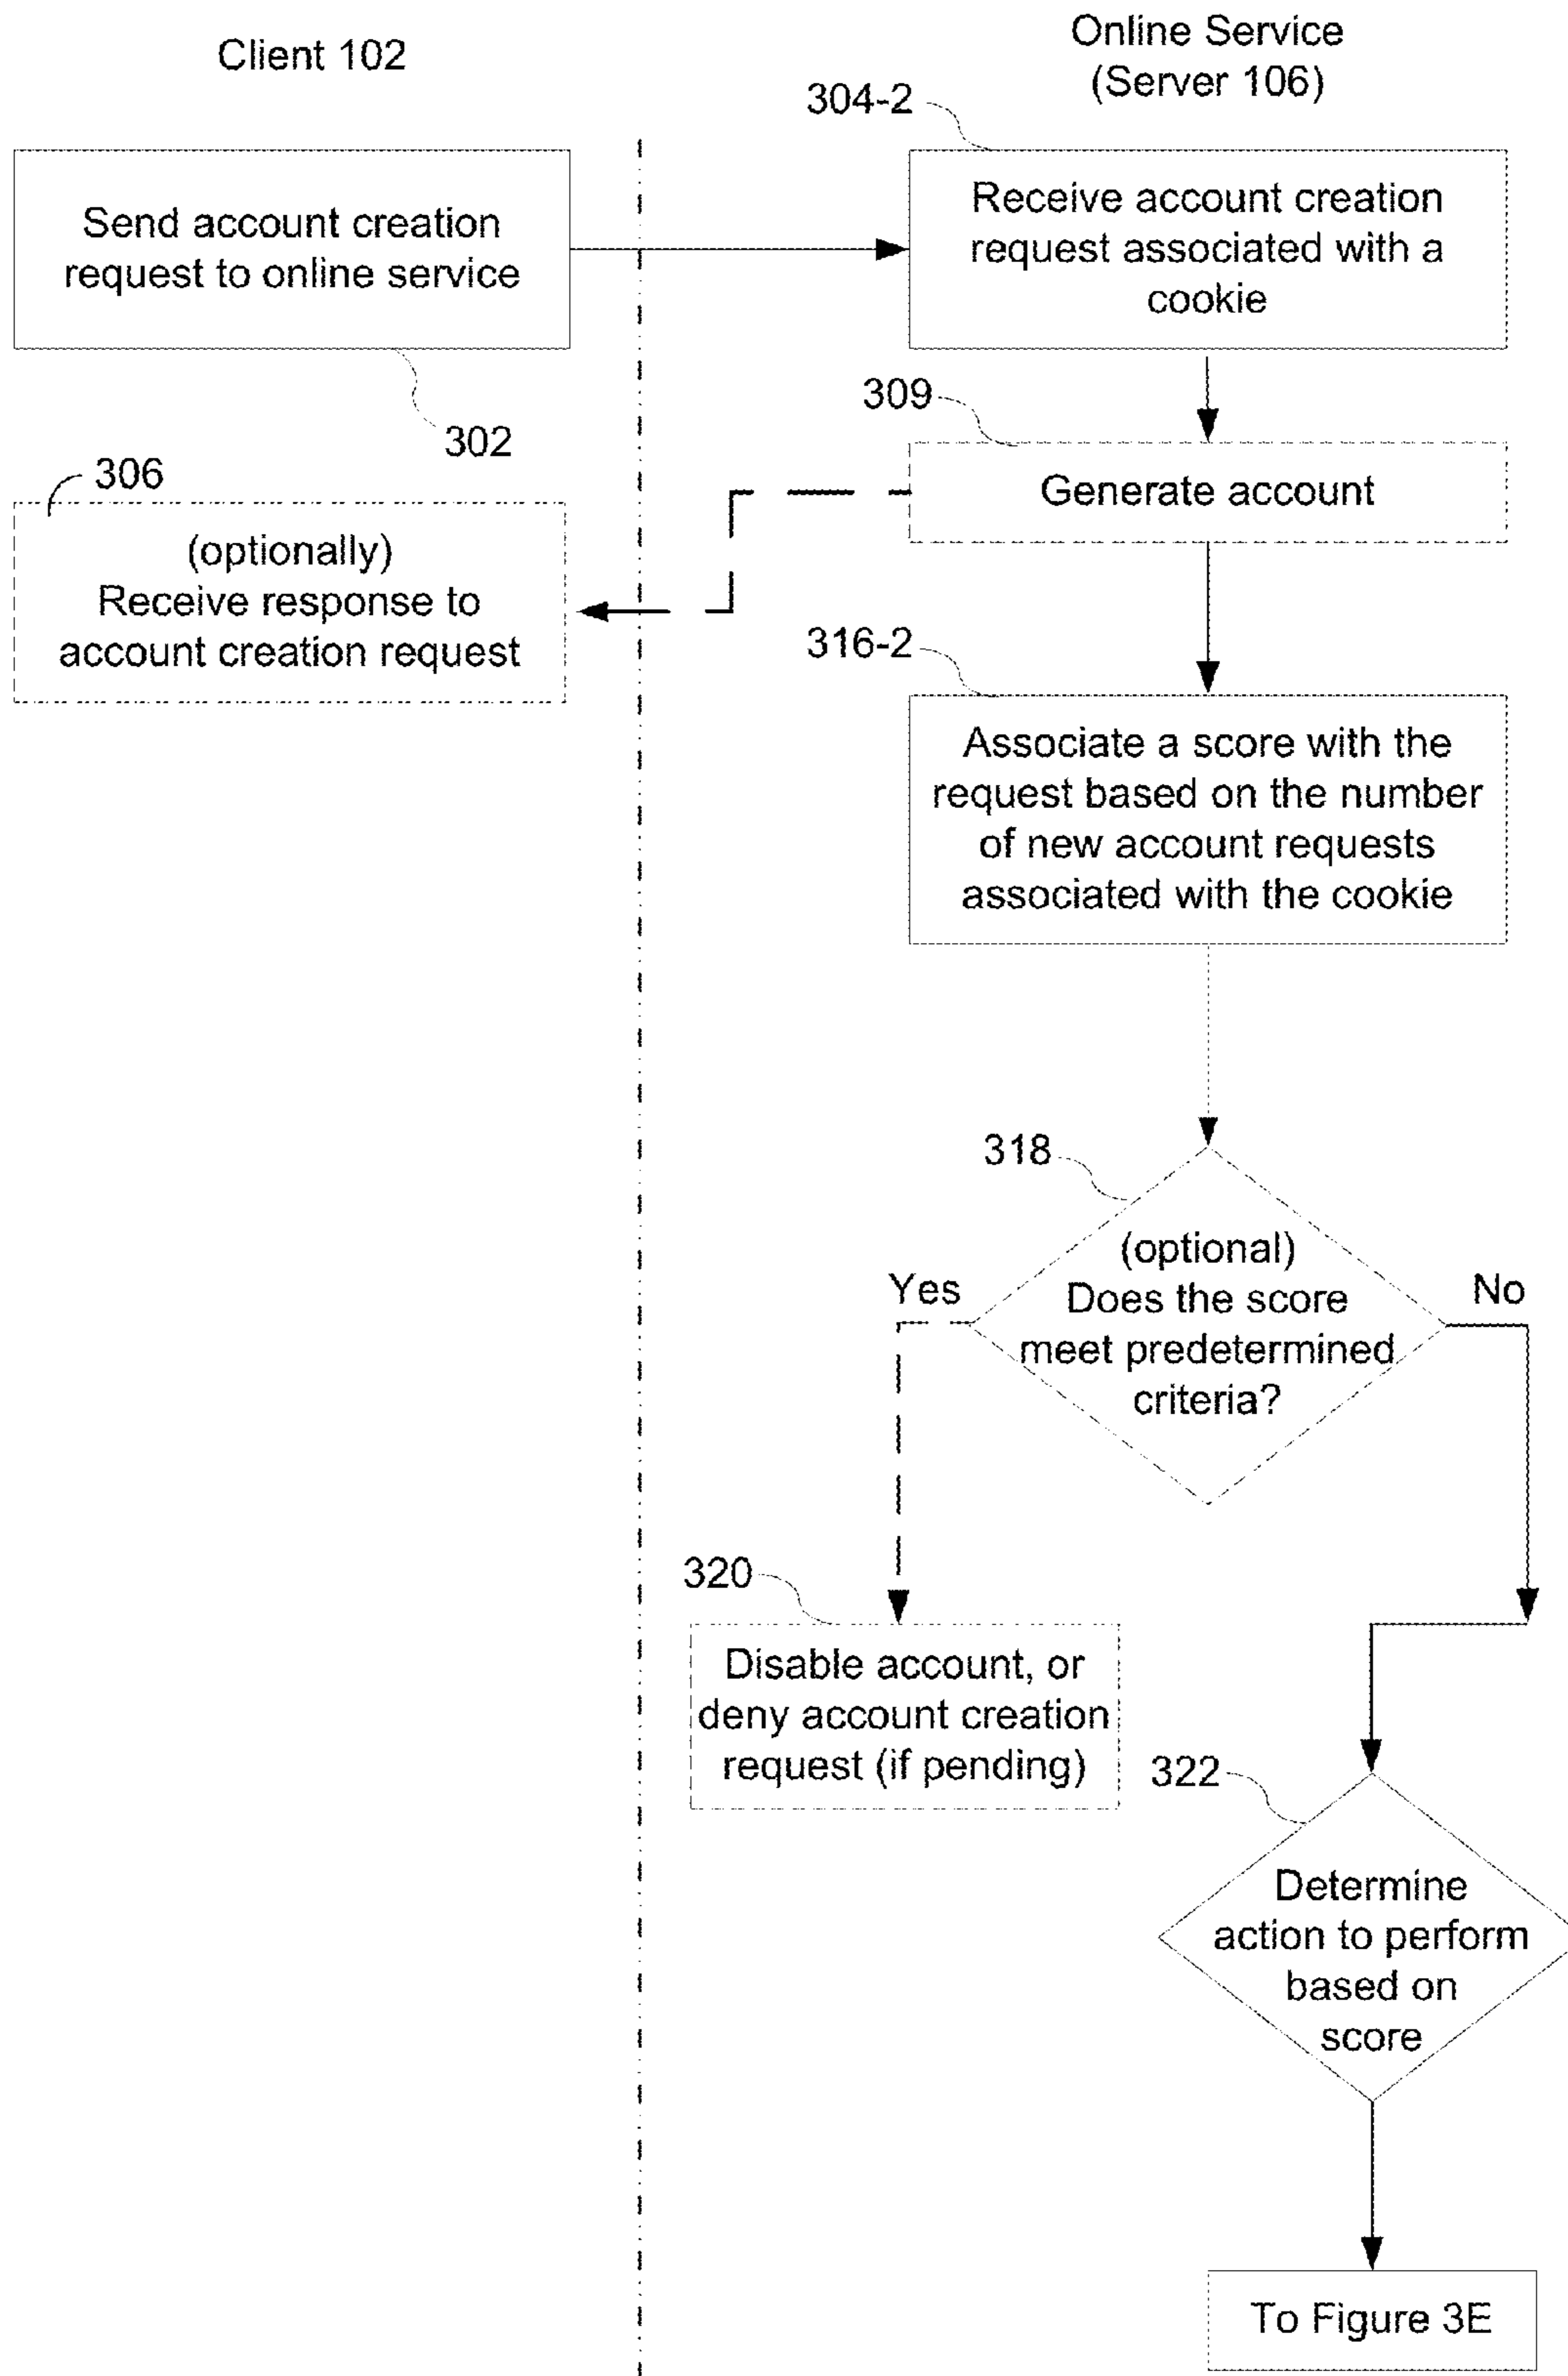 Client 102
Online Service
(Server 106)
304-2
Send account creation
request to online service
302
Receive account creation
request associated with a
cookie
309
Generate account
306
(optionally)
Receive response to
account creation request
316-2
Associate a score with the
request based on the number
of new account requests
associated with the cookie
318
(optional)
Does the score
meet predetermined
criteria?
Yes
No
320
Disable account, or
deny account creation
request (if pending)
322
Determine
action to perform
based on
score
To Figure 3E